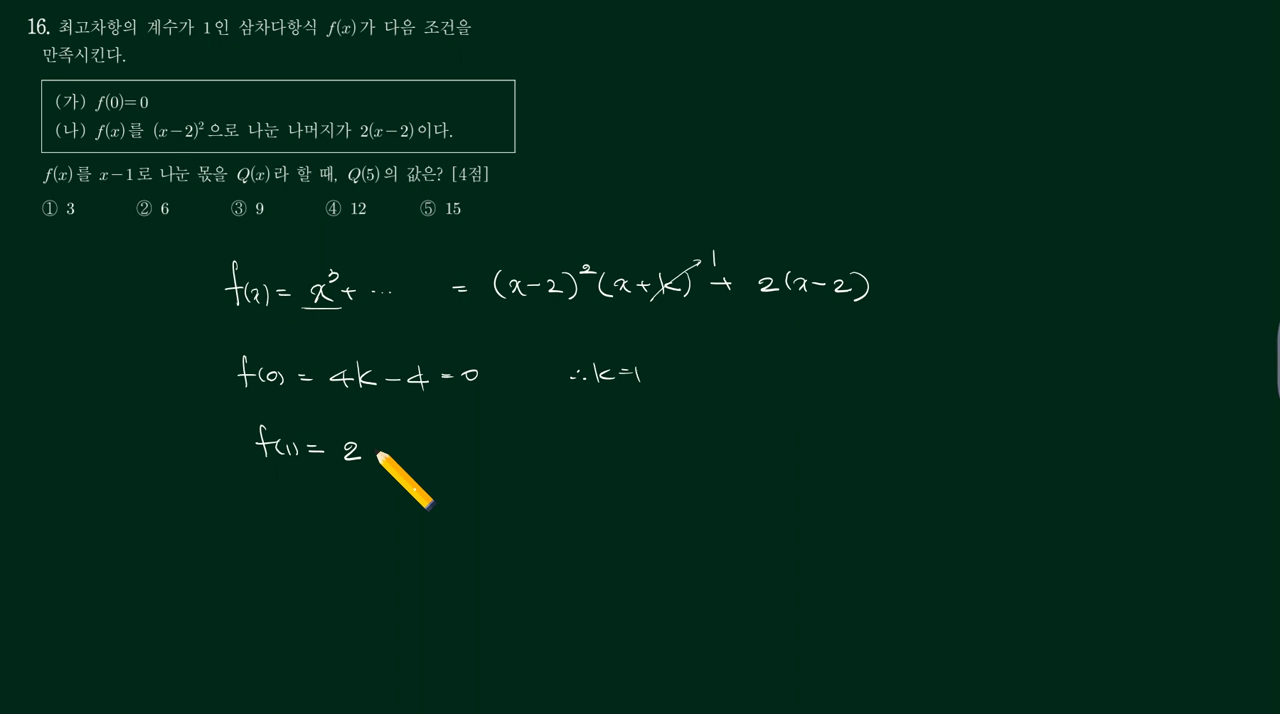 16. 최고차항의 계수가 1인 삼차다항식 f(x)가 다음 조건을
만족시킨다.
(가) f(0)=0
(나) f(x)를 (x−2)²으로 나눈 나머지가 2(x−2)이다.
f(x)를 x−1로 나눈 몫을 Q(x)라 할 때, Q(5)의 값은? [4점]
① 3 ② 6 ③ 9 ④ 12 ⑤ 15
f(x) = x³ + ⋯ = (x−2)²(x+k) 1 + 2(x−2)
f(0) = 4k − 4 = 0 ∴ k = 1
f(1) = 2